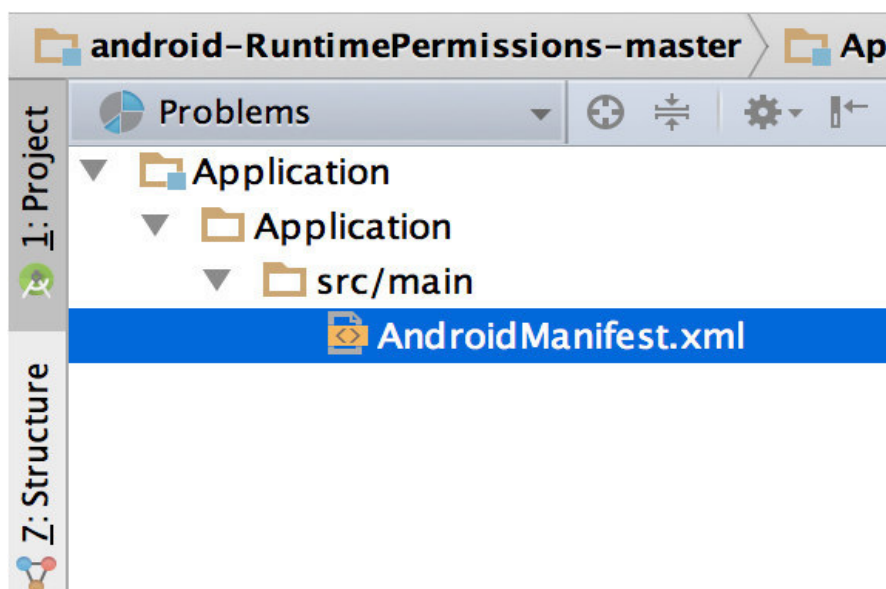 android-RuntimePermissions-master Ap
Problems
1: Project
Application
Application
src/main
AndroidManifest.xml
7: Structure